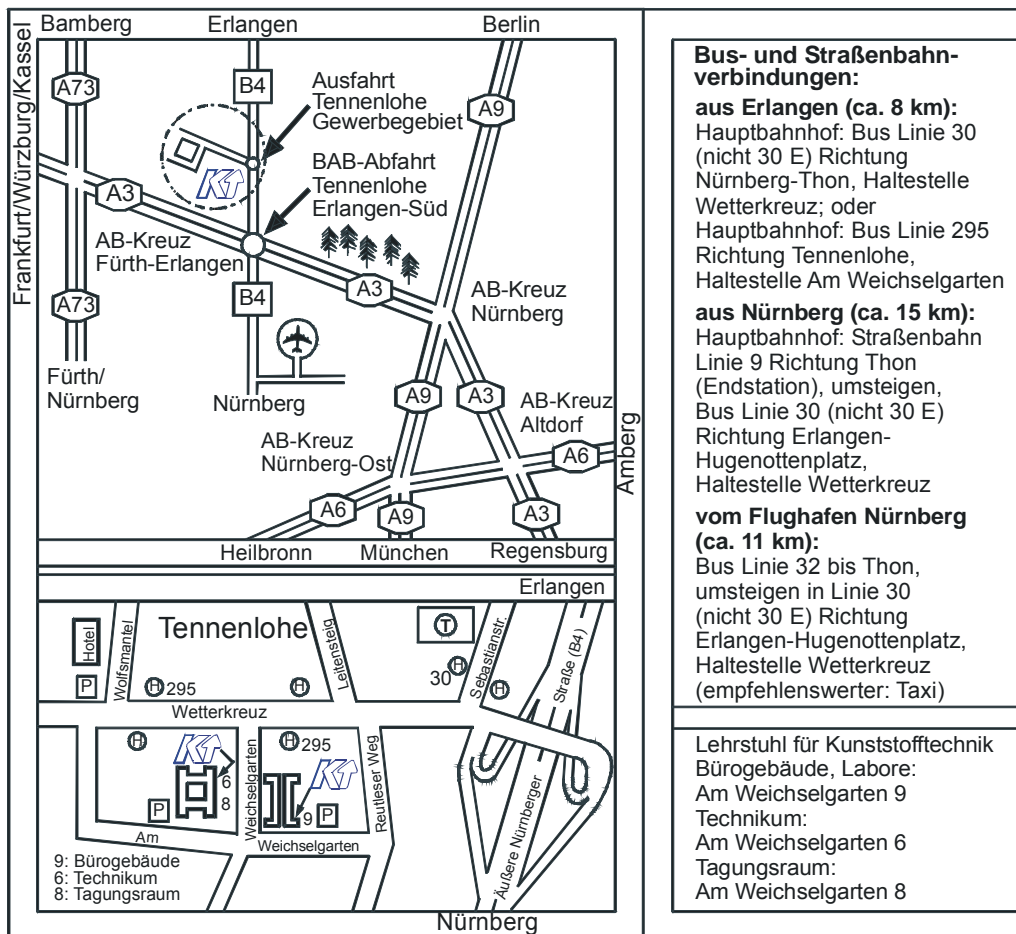 Bamberg
Erlangen
Berlin
Frankfurt/Würzburg/Kassel
A73
B4
A9
Ausfahrt
Tennenlohe
Gewerbegebiet
KT
BAB-Abfahrt
Tennenlohe
Erlangen-Süd
A3
AB-Kreuz
Fürth-Erlangen
A73
B4
A3
AB-Kreuz
Nürnberg
Fürth/
Nürnberg
Nürnberg
A9
A3
AB-Kreuz
Altdorf
AB-Kreuz
Nürnberg-Ost
A6
Amberg
A6
A9
A3
Heilbronn
München
Regensburg
Erlangen
Tennenlohe
Hotel
P
Wolfsmantel
H 295
H
Leitensteig
T
30 H
Sebastianstr.
H
Straße (B4)
Wetterkreuz
H
KT
6
8
P
Weichselgarten
H 295
KT
9
P
Reutleser Weg
Am
Weichselgarten
Äußere Nürnberger
9: Bürogebäude
6: Technikum
8: Tagungsraum
Nürnberg
Bus- und Straßenbahn-
verbindungen:
aus Erlangen (ca. 8 km):
Hauptbahnhof: Bus Linie 30
(nicht 30 E) Richtung
Nürnberg-Thon, Haltestelle
Wetterkreuz; oder
Hauptbahnhof: Bus Linie 295
Richtung Tennenlohe,
Haltestelle Am Weichselgarten
aus Nürnberg (ca. 15 km):
Hauptbahnhof: Straßenbahn
Linie 9 Richtung Thon
(Endstation), umsteigen,
Bus Linie 30 (nicht 30 E)
Richtung Erlangen-
Hugenottenplatz,
Haltestelle Wetterkreuz
vom Flughafen Nürnberg
(ca. 11 km):
Bus Linie 32 bis Thon,
umsteigen in Linie 30
(nicht 30 E) Richtung
Erlangen-Hugenottenplatz,
Haltestelle Wetterkreuz
(empfehlenswerter: Taxi)
Lehrstuhl für Kunststofftechnik
Bürogebäude, Labore:
Am Weichselgarten 9
Technikum:
Am Weichselgarten 6
Tagungsraum:
Am Weichselgarten 8